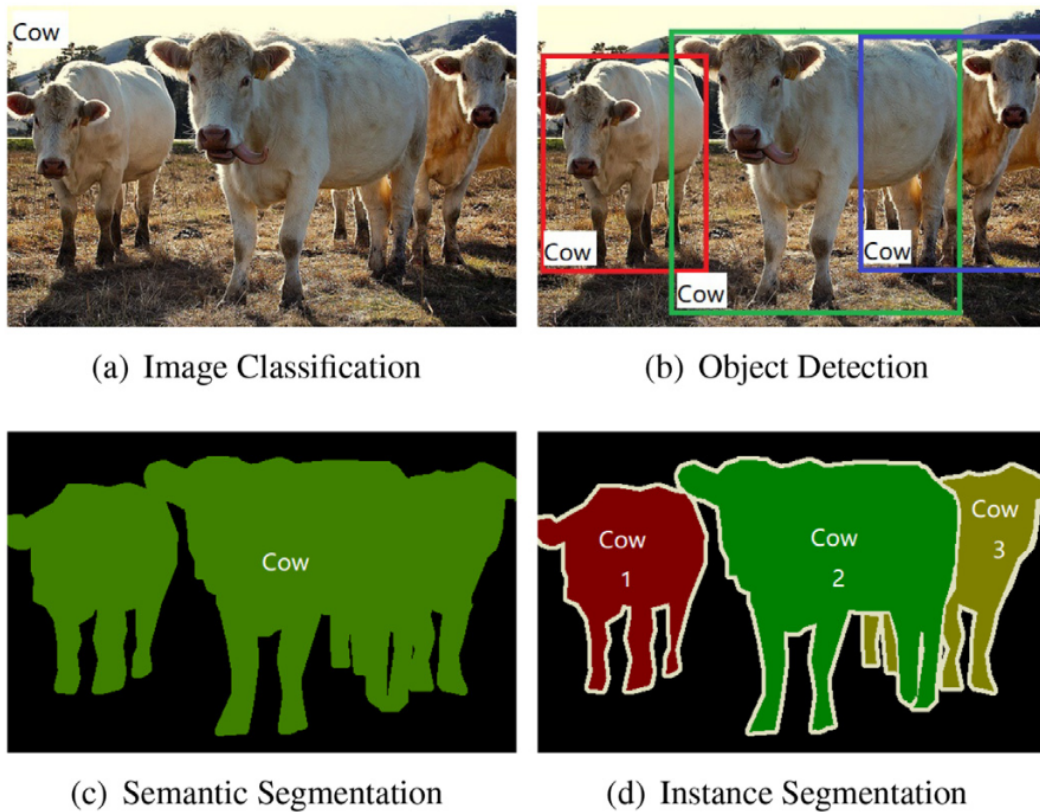 Cow
Cow
Cow
Cow
(a) Image Classification
(b) Object Detection
Cow
Cow
1
Cow
2
Cow
3
(c) Semantic Segmentation
(d) Instance Segmentation